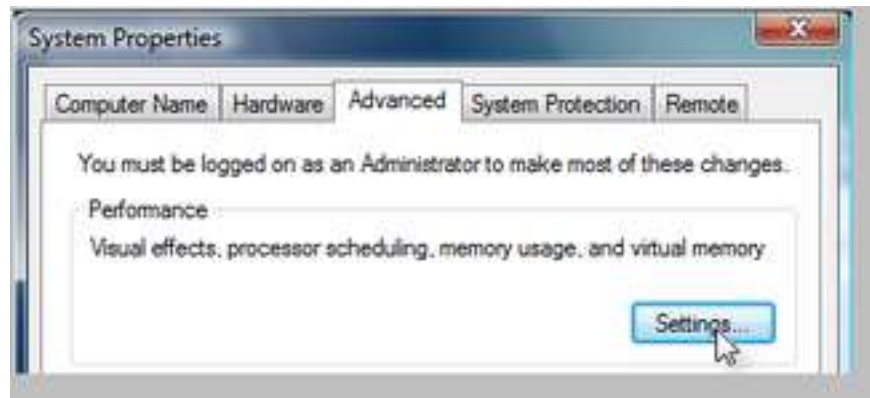 System Properties
Computer Name Hardware Advanced System Protection Remote
You must be logged on as an Administrator to make most of these changes.
Performance
Visual effects, processor scheduling, memory usage, and virtual memory
Settings...